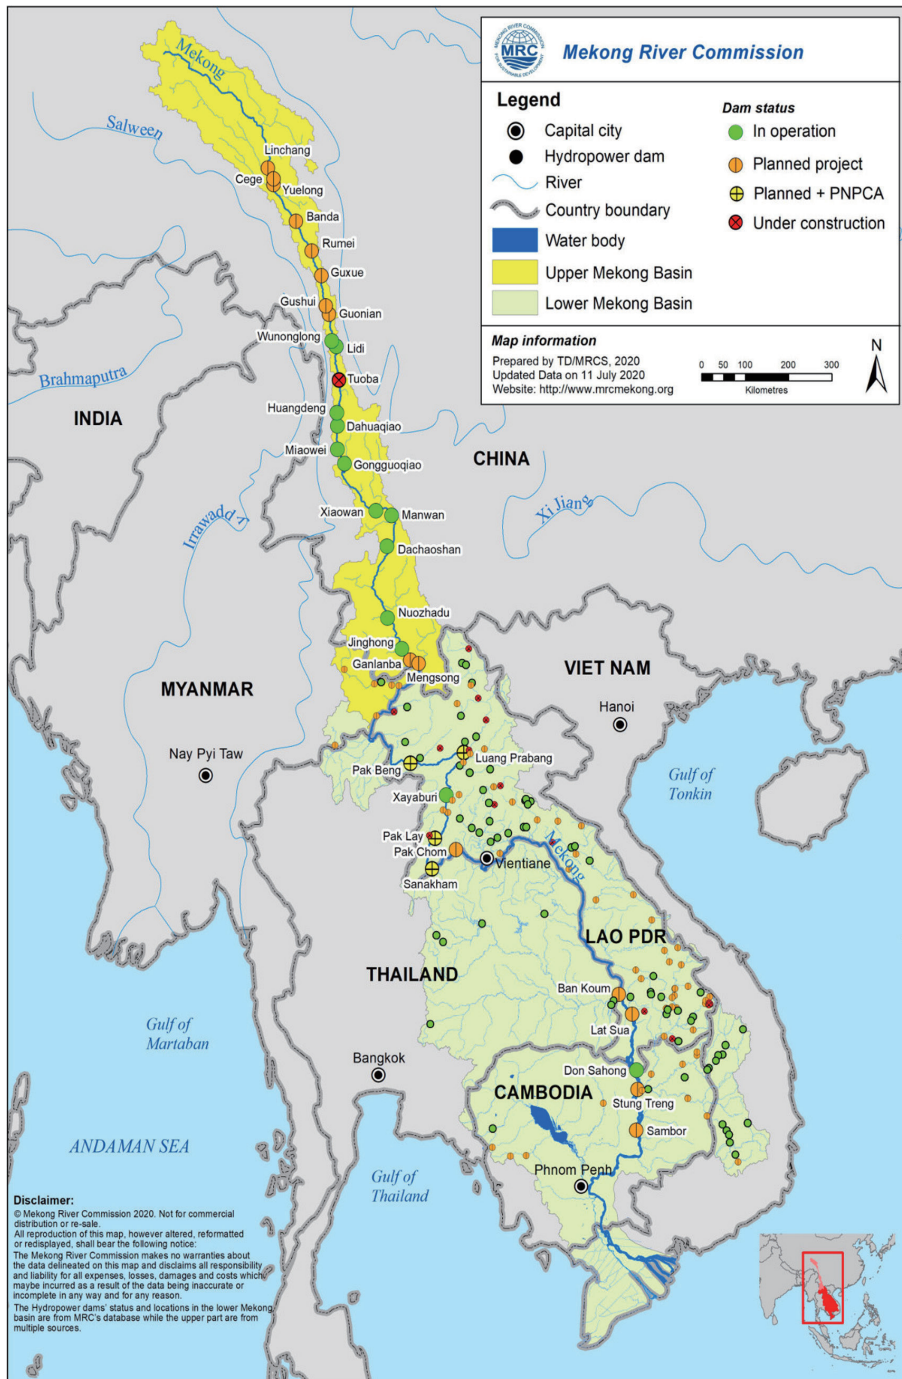 MEKONG RIVER COMMISSION
MRC
FOR SUSTAINABLE DEVELOPMENT
Mekong River Commission
Legend
Capital city
Hydropower dam
River
Country boundary
Water body
Upper Mekong Basin
Lower Mekong Basin
Dam status
In operation
Planned project
Planned + PNPCA
Under construction
Map information
Prepared by TD/MRCS, 2020
Updated Data on 11 July 2020
Website: http://www.mrcmekong.org
0 50 100 200 300
Kilometres
N
Mekong
Salween
Linchang
Cege
Yuelong
Banda
Rumei
Guxue
Gushui
Guonian
Wunonglong
Lidi
Brahmaputra
Tuoba
INDIA
Huangdeng
Dahuaqiao
Miaowei
Gongguoqiao
CHINA
Irrawaddy
Xiaowan
Manwan
Xi Jiang
Dachaoshan
Nuozhadu
Jinghong
Ganlanba
Mengsong
VIET NAM
MYANMAR
Hanoi
Nay Pyi Taw
Luang Prabang
Pak Beng
Gulf of
Tonkin
Xayaburi
Pak Lay
Pak Chom
Mekong
Vientiane
Sanakham
LAO PDR
THAILAND
Ban Koum
Lat Sua
Gulf of
Martaban
Bangkok
Don Sahong
CAMBODIA
Stung Treng
Sambor
ANDAMAN SEA
Phnom Penh
Gulf of
Thailand
Disclaimer:
© Mekong River Commission 2020. Not for commercial
distribution or re-sale.
All reproduction of this map, however altered, reformatted
or redisplayed, shall bear the following notice:
The Mekong River Commission makes no warranties about
the data delineated on this map and disclaims all responsibility
and liability for all expenses, losses, damages and costs which
maybe incurred as a result of the data being inaccurate or
incomplete in any way and for any reason.
The Hydropower dams' status and locations in the lower Mekong
basin are from MRC's database while the upper part are from
multiple sources.